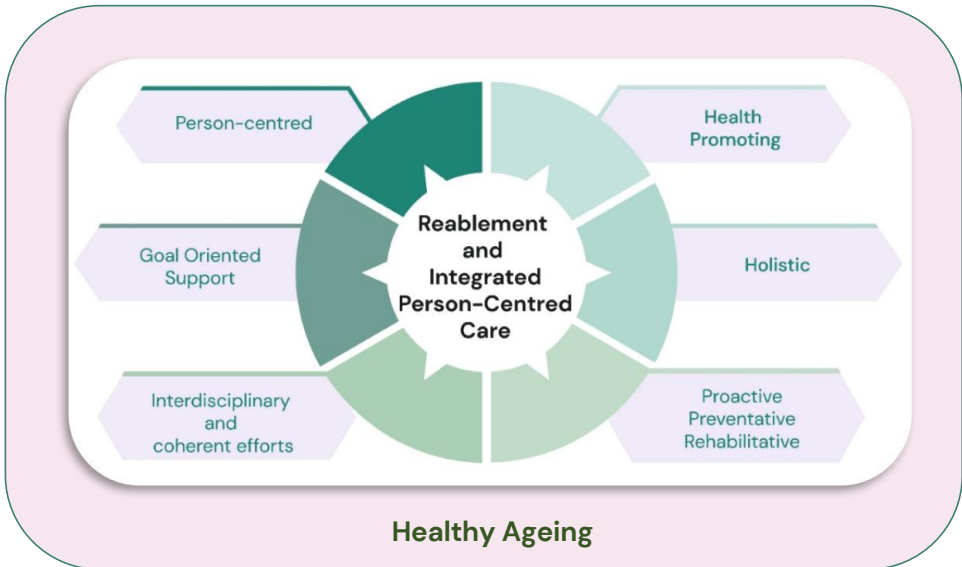 Person-centred
Health
Promoting
Reablement
and
Integrated
Person-Centred
Care
Goal Oriented
Support
Holistic
Interdisciplinary
and
coherent efforts
Proactive
Preventative
Rehabilitative
Healthy Ageing